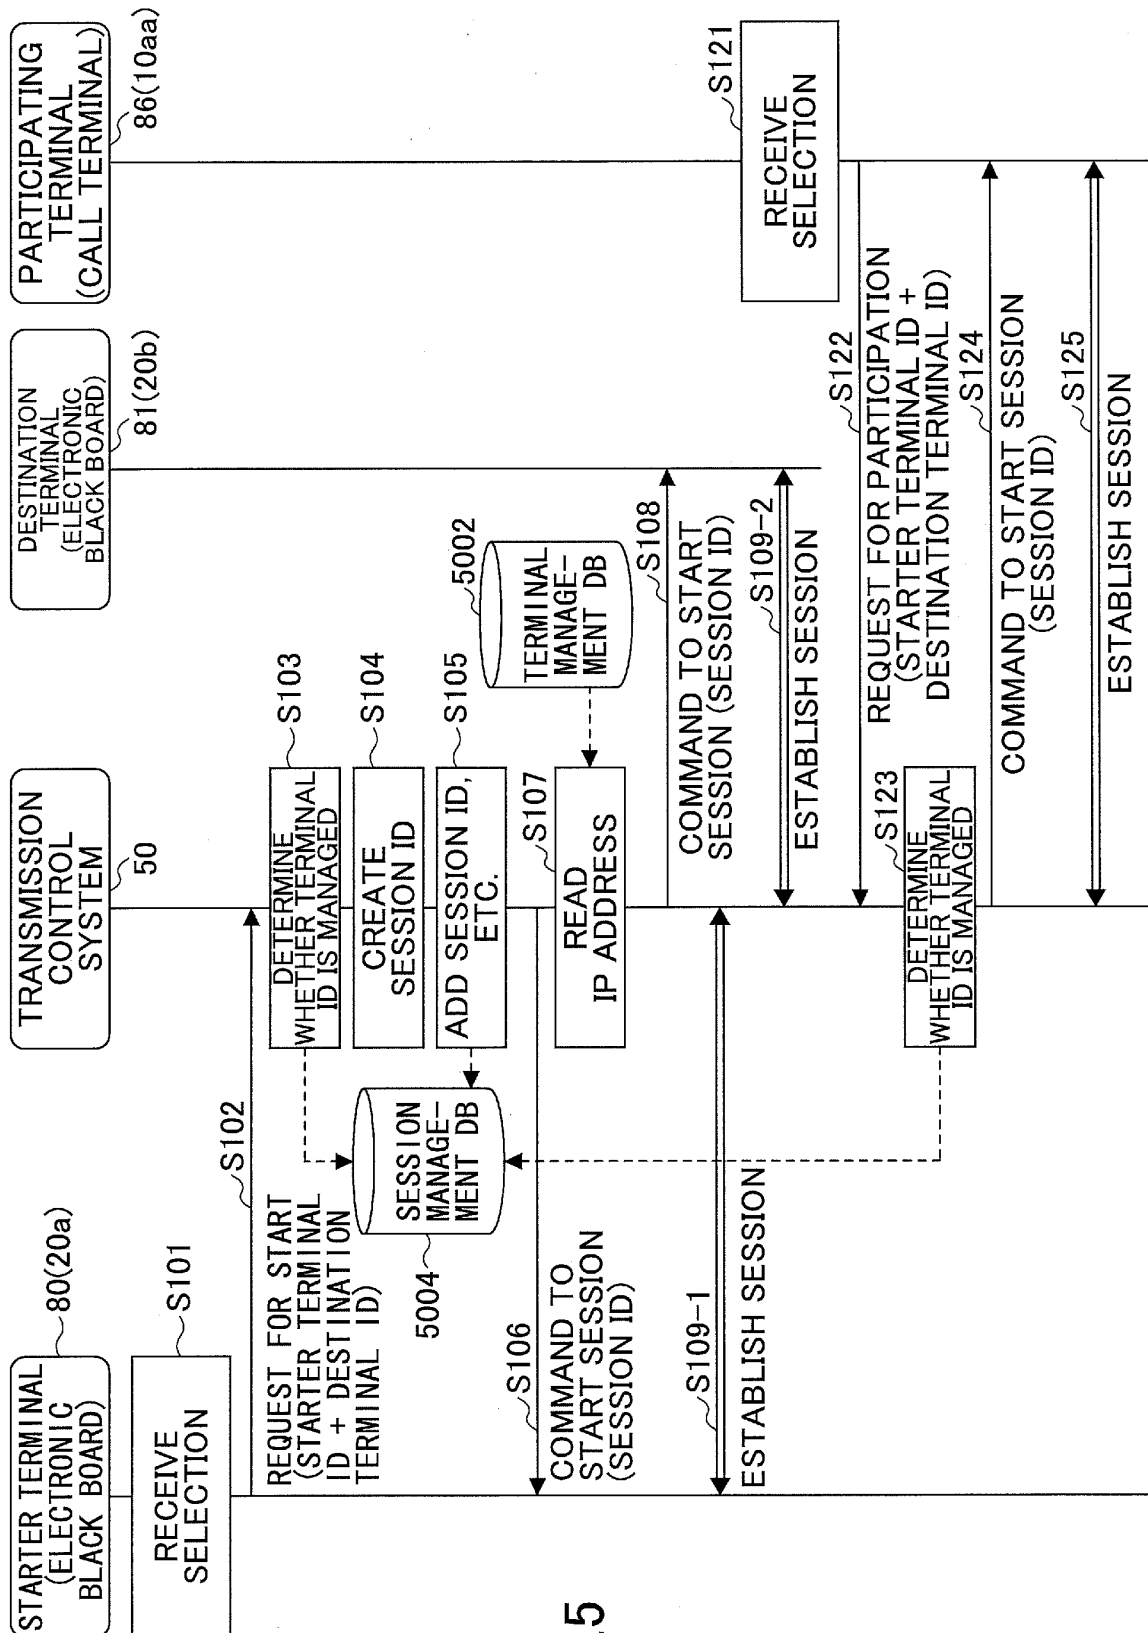 STARTER TERMINAL
(ELECTRONIC
BLACK BOARD)
80(20a)
TRANSMISSION
CONTROL
SYSTEM
50
DESTINATION
TERMINAL
(ELECTRONIC
BLACK BOARD)
81(20b)
PARTICIPATING
TERMINAL
(CALL TERMINAL)
86(10aa)
RECEIVE
SELECTION
S101
S102
REQUEST FOR START
(STARTER TERMINAL
ID + DESTINATION
TERMINAL ID)
DETERMINE
WHETHER TERMINAL
ID IS MANAGED
S103
CREATE
SESSION ID
S104
ADD SESSION ID,
ETC.
S105
SESSION
MANAGE-
MENT DB
5004
S106
COMMAND TO
START SESSION
(SESSION ID)
READ
IP ADDRESS
S107
TERMINAL
MANAGE-
MENT DB
5002
S108
COMMAND TO START
SESSION (SESSION ID)
S109-1
ESTABLISH SESSION
S109-2
ESTABLISH SESSION
RECEIVE
SELECTION
S121
S122
REQUEST FOR PARTICIPATION
(STARTER TERMINAL ID +
DESTINATION TERMINAL ID)
DETERMINE
WHETHER TERMINAL
ID IS MANAGED
S123
S124
COMMAND TO START SESSION
(SESSION ID)
S125
ESTABLISH SESSION